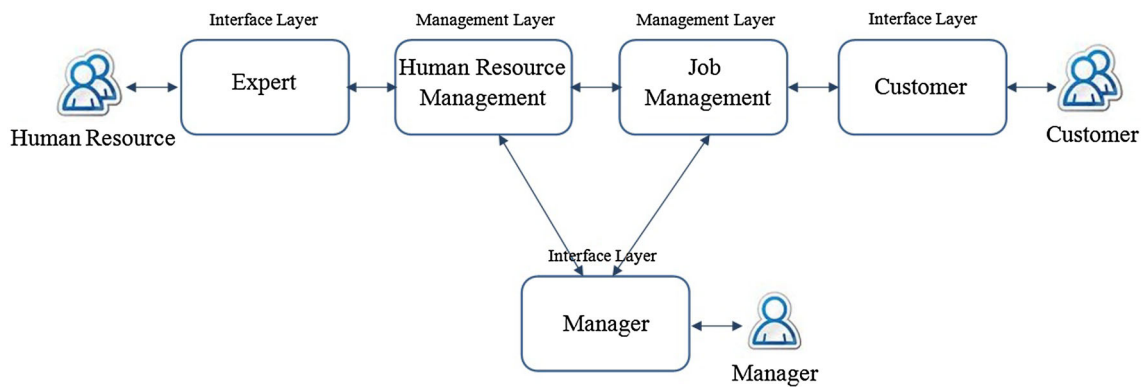 Interface Layer
Management Layer
Management Layer
Interface Layer
Expert
Human Resource
Management
Job
Management
Customer
Human Resource
Customer
Interface Layer
Manager
Manager